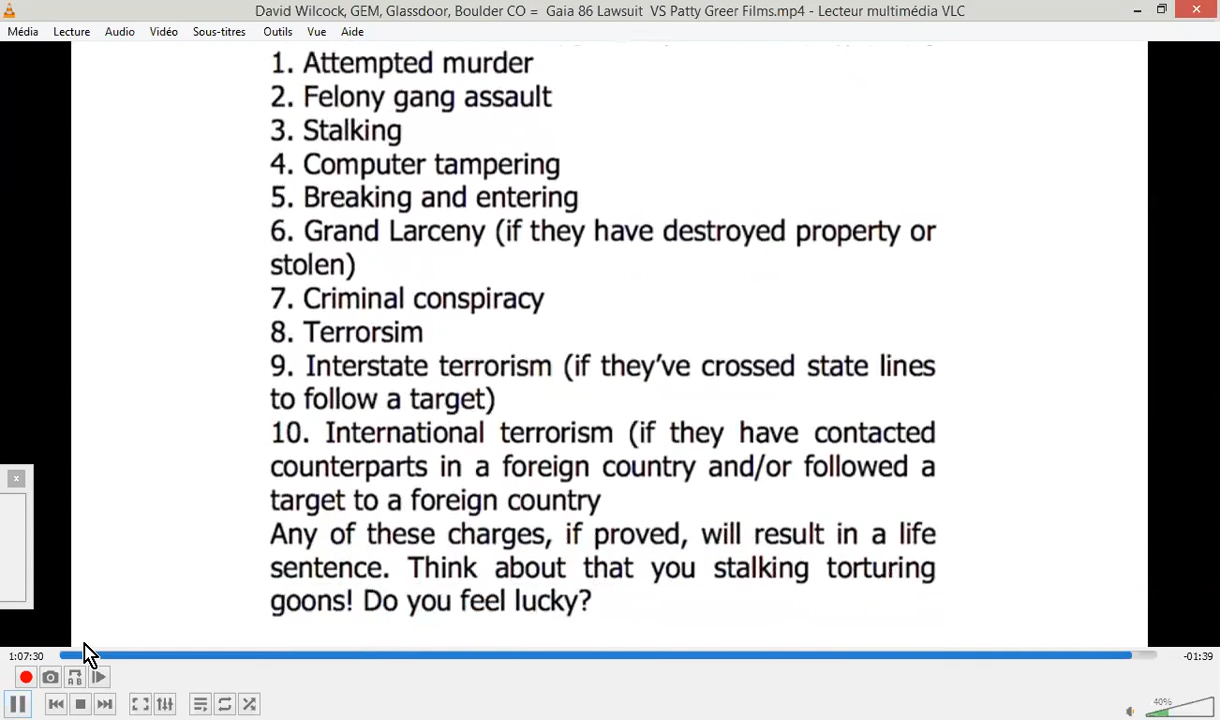 David Wilcock, GEM, Glassdoor, Boulder CO =  Gaia 86 Lawsuit  VS Patty Greer Films.mp4 - Lecteur multimédia VLC
Média Lecture Audio Vidéo Sous-titres Outils Vue Aide
1. Attempted murder
2. Felony gang assault
3. Stalking
4. Computer tampering
5. Breaking and entering
6. Grand Larceny (if they have destroyed property or
stolen)
7. Criminal conspiracy
8. Terrorsim
9. Interstate terrorism (if they’ve crossed state lines
to follow a target)
10. International terrorism (if they have contacted
counterparts in a foreign country and/or followed a
target to a foreign country
Any of these charges, if proved, will result in a life
sentence. Think about that you stalking torturing
goons! Do you feel lucky?
1:07:30 -01:39
40%